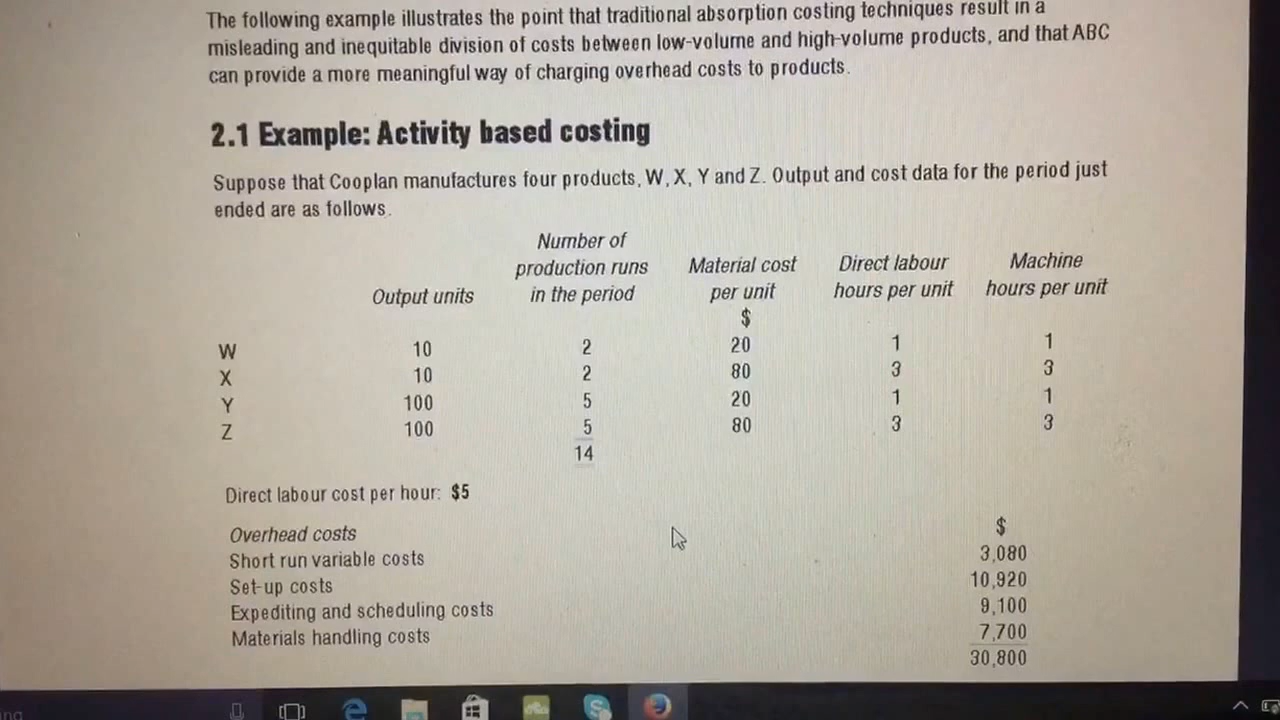 The following example illustrates the point that traditional absorption costing techniques result in a
misleading and inequitable division of costs between low-volume and high-volume products, and that ABC
can provide a more meaningful way of charging overhead costs to products.
2.1 Example: Activity based costing
Suppose that Cooplan manufactures four products, W, X, Y and Z. Output and cost data for the period just
ended are as follows.
Output units Number of production runs in the period Material cost per unit Direct labour hours per unit Machine hours per unit
$
W 10 2 20 1 1
X 10 2 80 3 3
Y 100 5 20 1 1
Z 100 5 80 3 3
14
Direct labour cost per hour: $5
Overhead costs $
Short run variable costs 3,080
Set-up costs 10,920
Expediting and scheduling costs 9,100
Materials handling costs 7,700
30,800